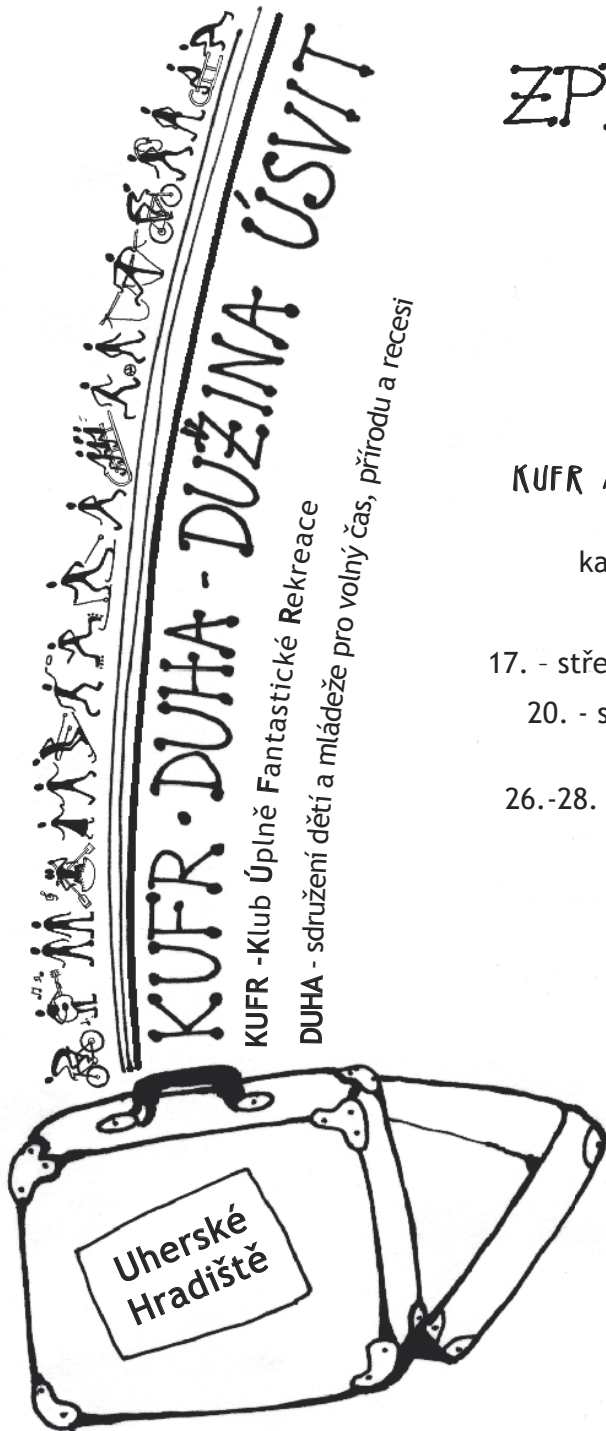 KUFR · DUHA - DUŽINA ÚSVIT
KUFR -Klub Úplně Fantastické Rekreace
DUHA - sdružení dětí a mládeže pro volný čas, přírodu a recesi
Uherské
Hradiště
ZP
KUFR
ka
17. - stře
20. - s
26.-28.